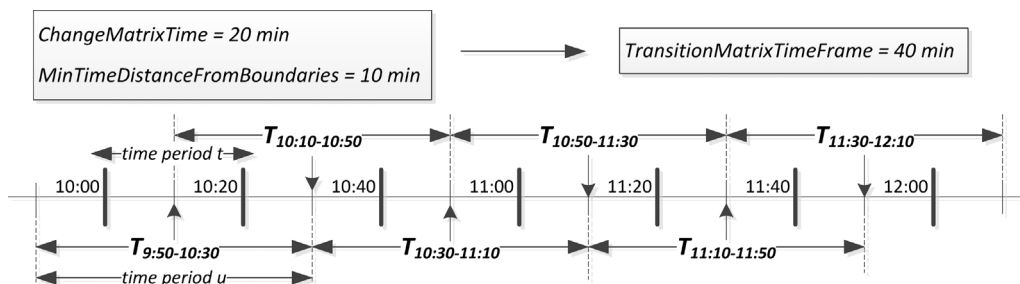 ChangeMatrixTime = 20 min
MinTimeDistanceFromBoundaries = 10 min
TransitionMatrixTimeFrame = 40 min
T10:10-10:50
T10:50-11:30
T11:30-12:10
time period t
10:00
10:20
10:40
11:00
11:20
11:40
12:00
T9:50-10:30
T10:30-11:10
T11:10-11:50
time period u